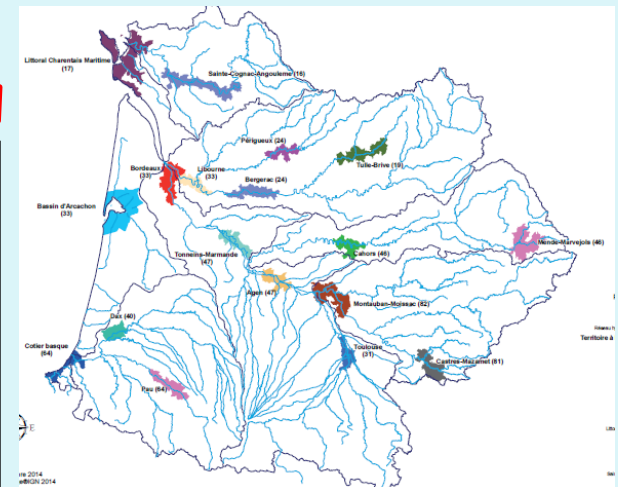 Littoral Charentais Maritime
(17)
Sainte-Cognac-Angouleme (16)
Périgueux (24)
Tulle-Brive (19)
Bordeaux
(33)
Libourne
(33)
Bergerac (24)
Bassin d'Arcachon
(33)
Tonneins-Marmande
(47)
Cahors (46)
Mende-Marvejols (48)
Agen (47)
Montauban-Moissac (82)
Dax (40)
Cotier basque
(64)
Toulouse
(31)
Castres-Mazamet (81)
Pau (64)
Territoire à
E
re 2014
e®IGN 2014